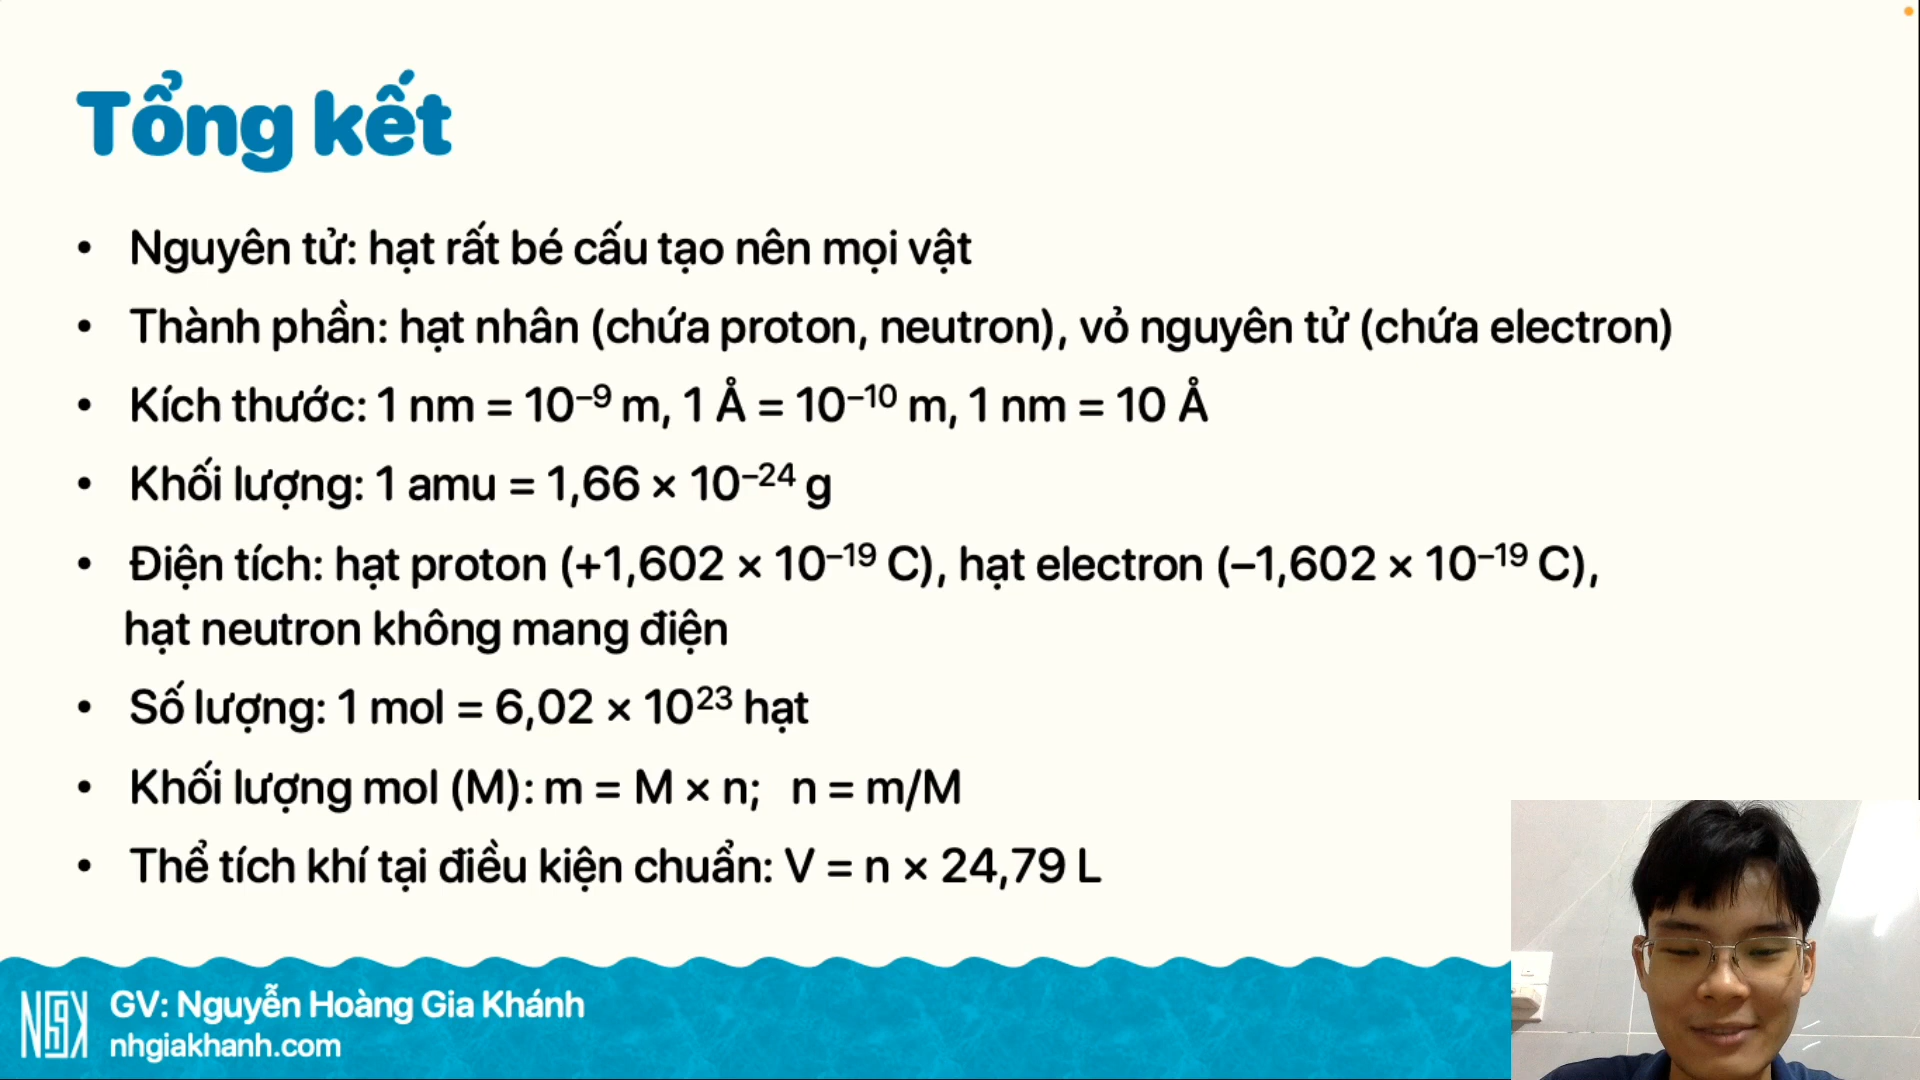 Tổng kết
• Nguyên tử: hạt rất bé cấu tạo nên mọi vật
• Thành phần: hạt nhân (chứa proton, neutron), vỏ nguyên tử (chứa electron)
• Kích thước: 1 nm = 10⁻⁹ m, 1 Å = 10⁻¹⁰ m, 1 nm = 10 Å
• Khối lượng: 1 amu = 1,66 × 10⁻²⁴ g
• Điện tích: hạt proton (+1,602 × 10⁻¹⁹ C), hạt electron (–1,602 × 10⁻¹⁹ C),
hạt neutron không mang điện
• Số lượng: 1 mol = 6,02 × 10²³ hạt
• Khối lượng mol (M): m = M × n; n = m/M
• Thể tích khí tại điều kiện chuẩn: V = n × 24,79 L
NGK
GV: Nguyễn Hoàng Gia Khánh
nhgiakhanh.com